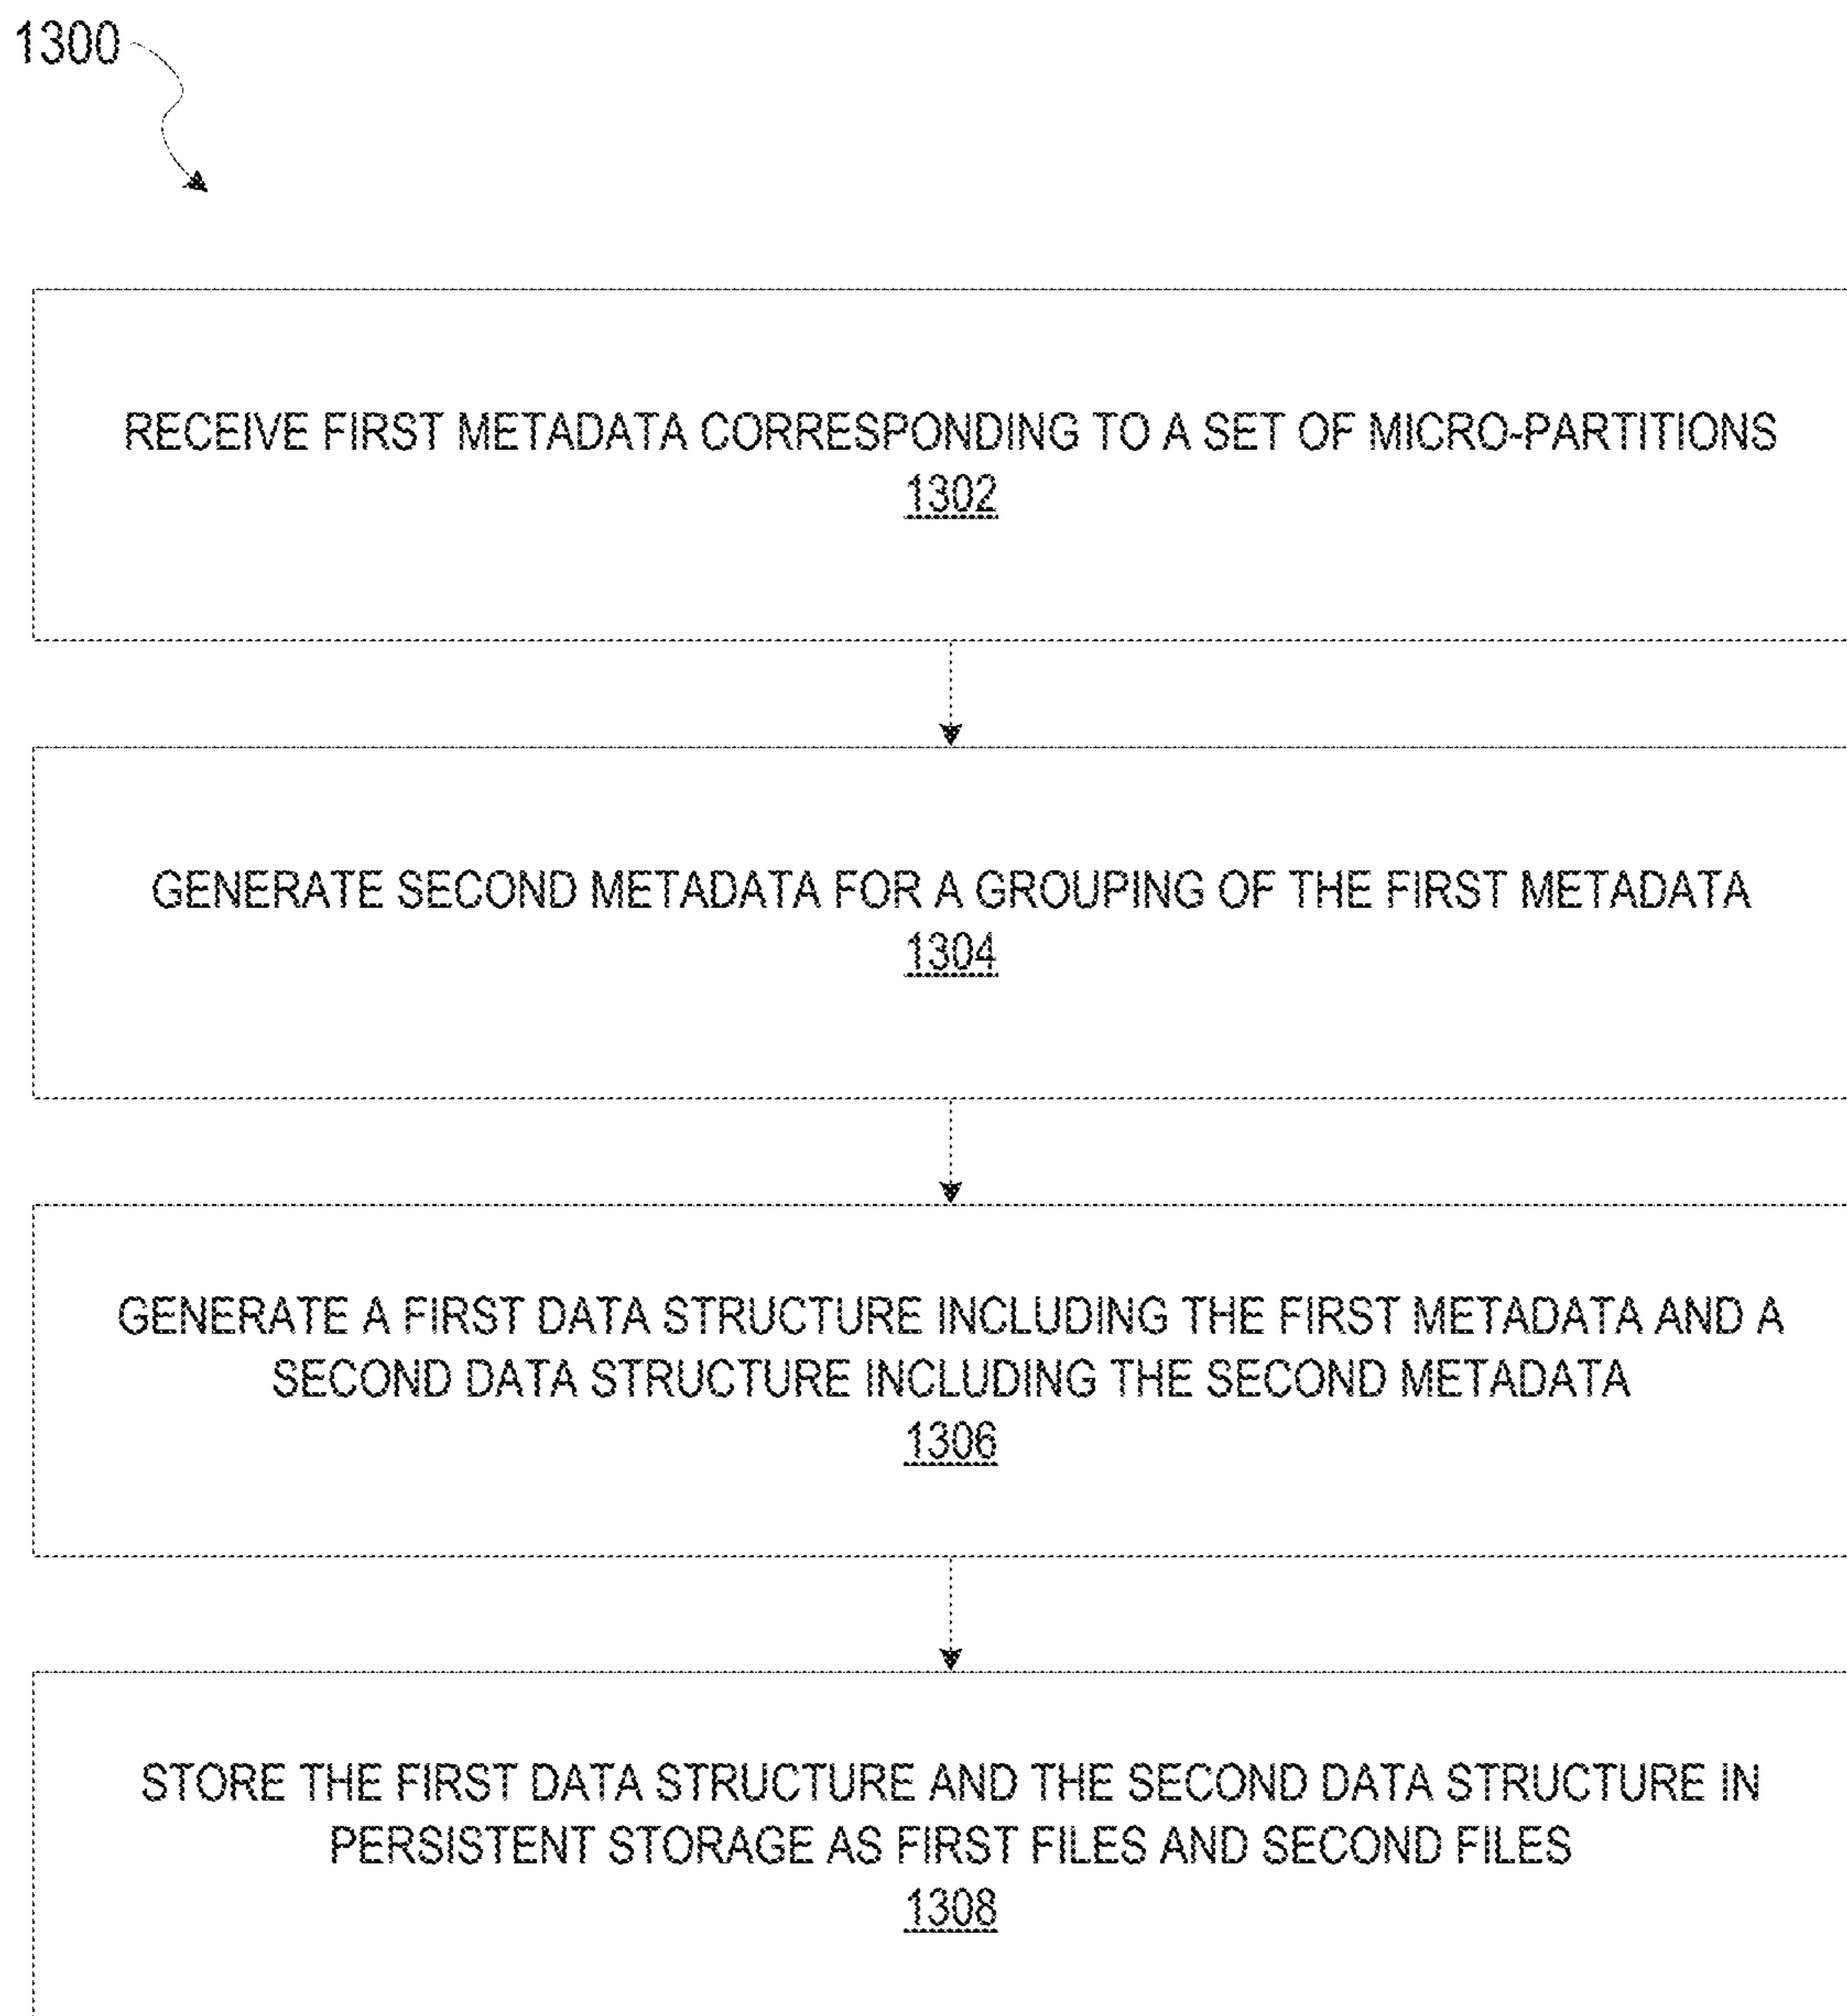 1300
RECEIVE FIRST METADATA CORRESPONDING TO A SET OF MICRO-PARTITIONS
1302
GENERATE SECOND METADATA FOR A GROUPING OF THE FIRST METADATA
1304
GENERATE A FIRST DATA STRUCTURE INCLUDING THE FIRST METADATA AND A
SECOND DATA STRUCTURE INCLUDING THE SECOND METADATA
1306
STORE THE FIRST DATA STRUCTURE AND THE SECOND DATA STRUCTURE IN
PERSISTENT STORAGE AS FIRST FILES AND SECOND FILES
1308